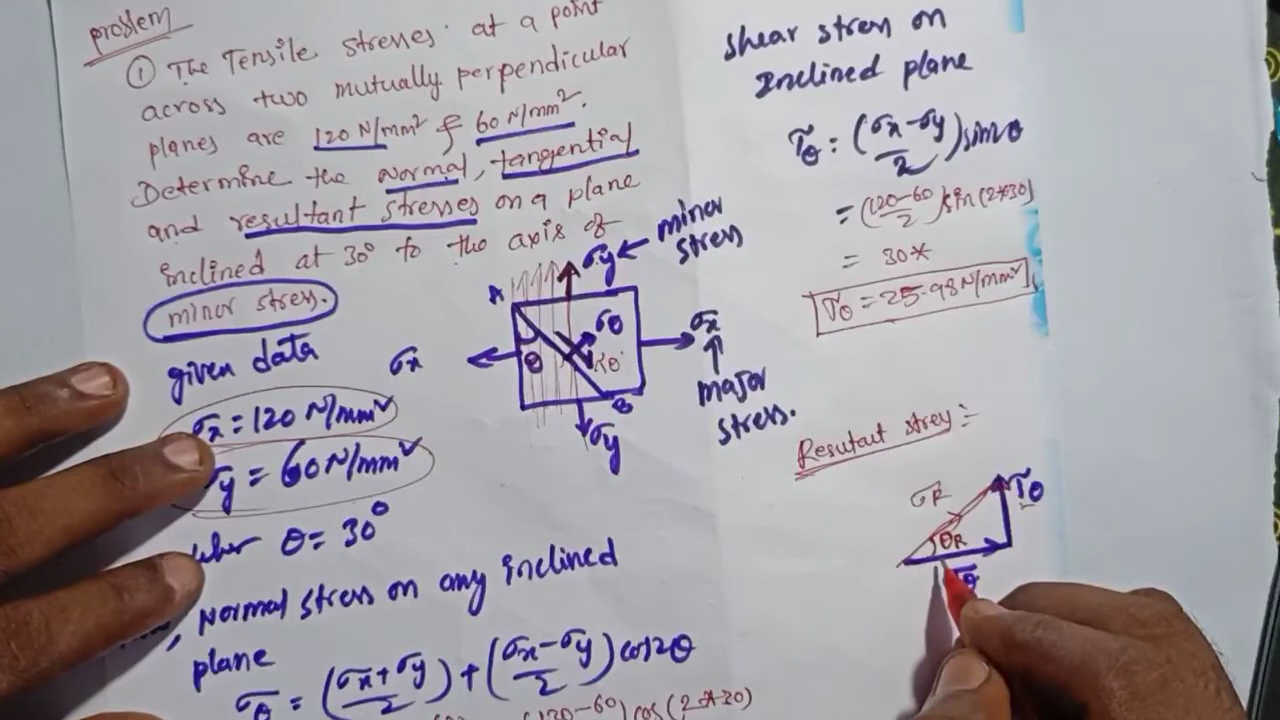 problem
① The Tensile stresses at a point
across two mutually perpendicular
planes are 120 N/mm² & 60 N/mm².
Determine the Normal, tangential
and resultant stresses on a plane
inclined at 30° to the axis of
minor stress.
given data
σx = 120 N/mm²
σy = 60 N/mm²
θ = 30°
Normal stress on any inclined
plane
σθ = (σx+σy/2) + (σx-σy/2) cos2θ
(120-60) cos(2*30)
A
σy
minor
stress
σx
θ
σθ
τθ
B
σx
major
stress.
σy
Shear stress on
Inclined plane
τθ = (σx-σy/2) sin2θ
= (120-60/2) sin(2*30)
= 30*
τθ = 25.98 N/mm²
Resutaut stress :-
σR
τθ
θR
σθ